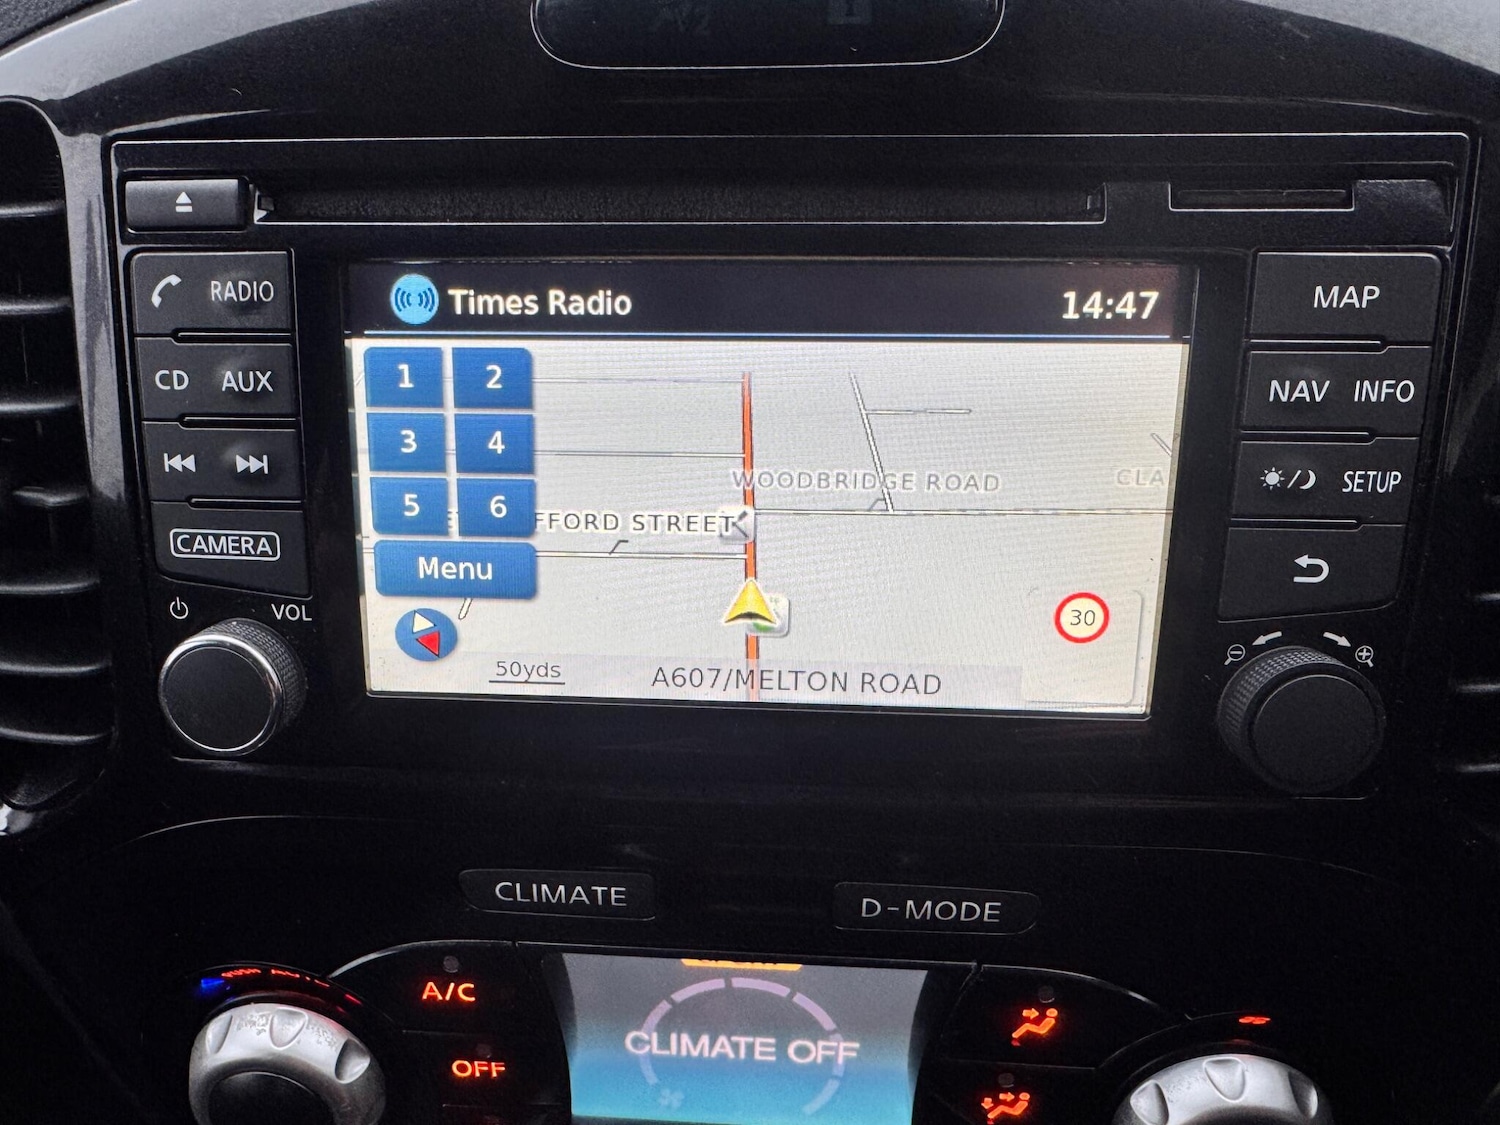 RADIO
CD AUX
CAMERA
VOL
Times Radio 14:47
1 2
3 4
5 6
Menu
WOODBRIDGE ROAD
CLA
FFORD STREET
30
50yds
A607/MELTON ROAD
MAP
NAV INFO
SETUP
CLIMATE
D-MODE
A/C
OFF
CLIMATE OFF